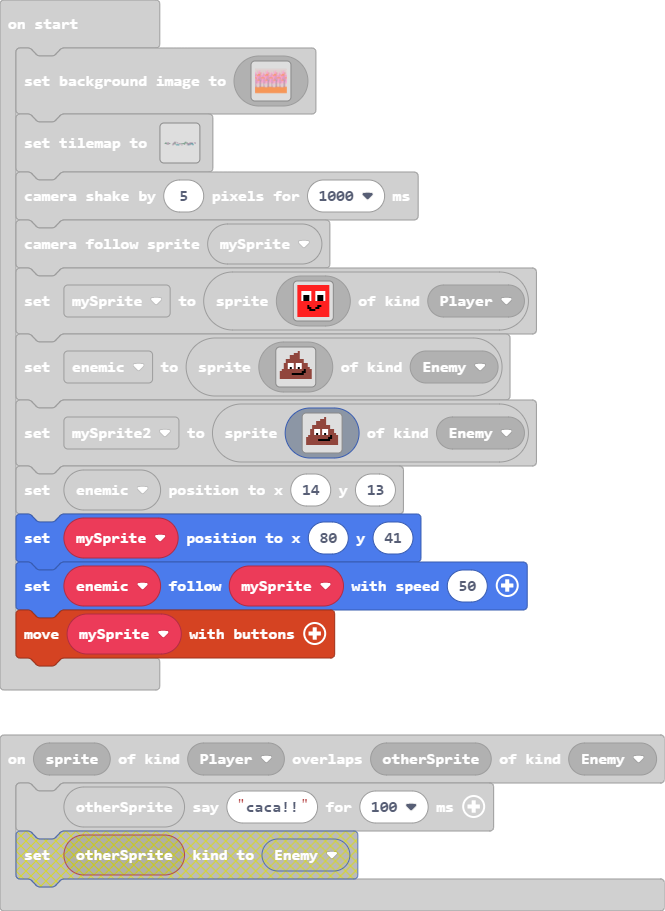 on start
set background image to
set tilemap to
camera shake by 5 pixels for 1000 ms
camera follow sprite mySprite
set mySprite to sprite of kind Player
set enemic to sprite of kind Enemy
set mySprite2 to sprite of kind Enemy
set enemic position to x 14 y 13
set mySprite position to x 80 y 41
set enemic follow mySprite with speed 50
move mySprite with buttons
on sprite of kind Player overlaps otherSprite of kind Enemy
otherSprite say "caca!!" for 100 ms
set otherSprite kind to Enemy